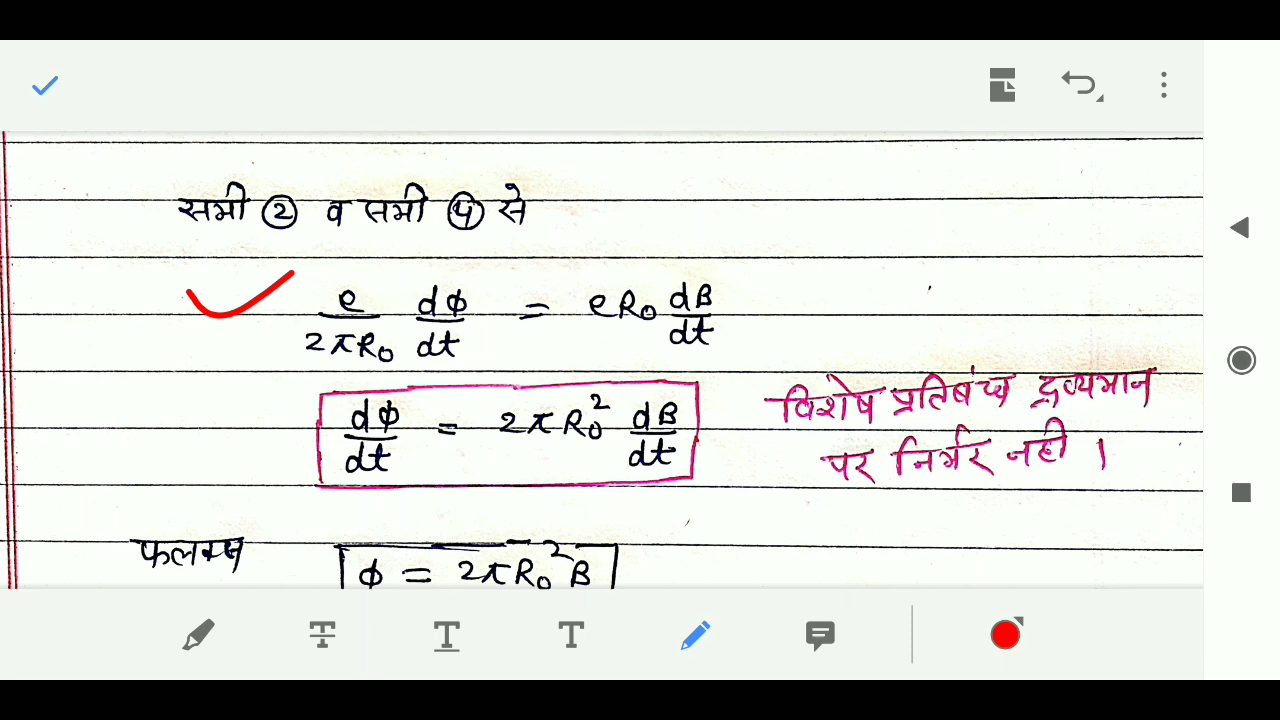 समी ② व समी ④ से
e/2πR₀ dϕ/dt = eR₀ dB/dt
dϕ/dt = 2πR₀² dB/dt
विशेष प्रतिबंध द्रव्यमान
पर निर्भर नही ।
फलन ϕ = 2πR₀²B
T T T